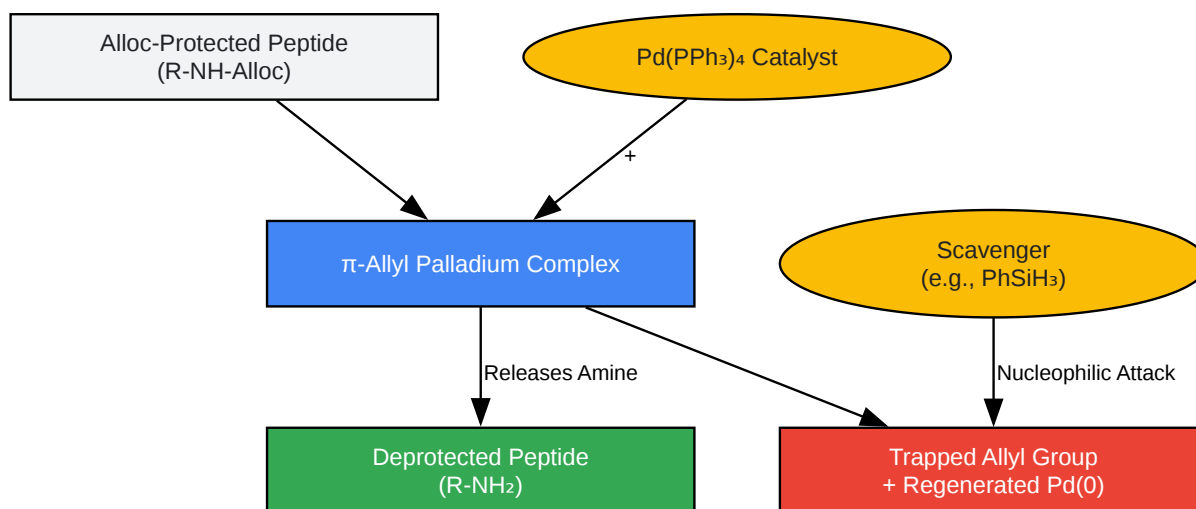 Alloc-Protected Peptide
(R-NH-Alloc)
Pd(PPh₃)₄ Catalyst
+
π-Allyl Palladium Complex
Scavenger
(e.g., PhSiH₃)
Releases Amine
Nucleophilic Attack
Deprotected Peptide
(R-NH₂)
Trapped Allyl Group
+ Regenerated Pd(0)